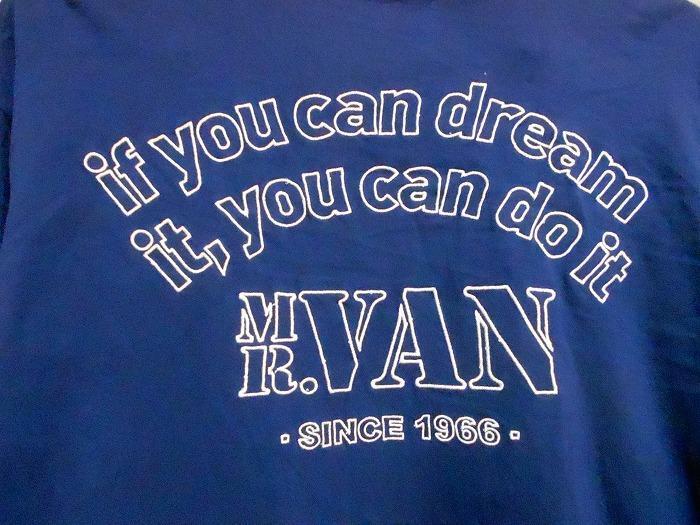 if you can dream
it, you can do it
MR. VAN
· SINCE 1966 ·